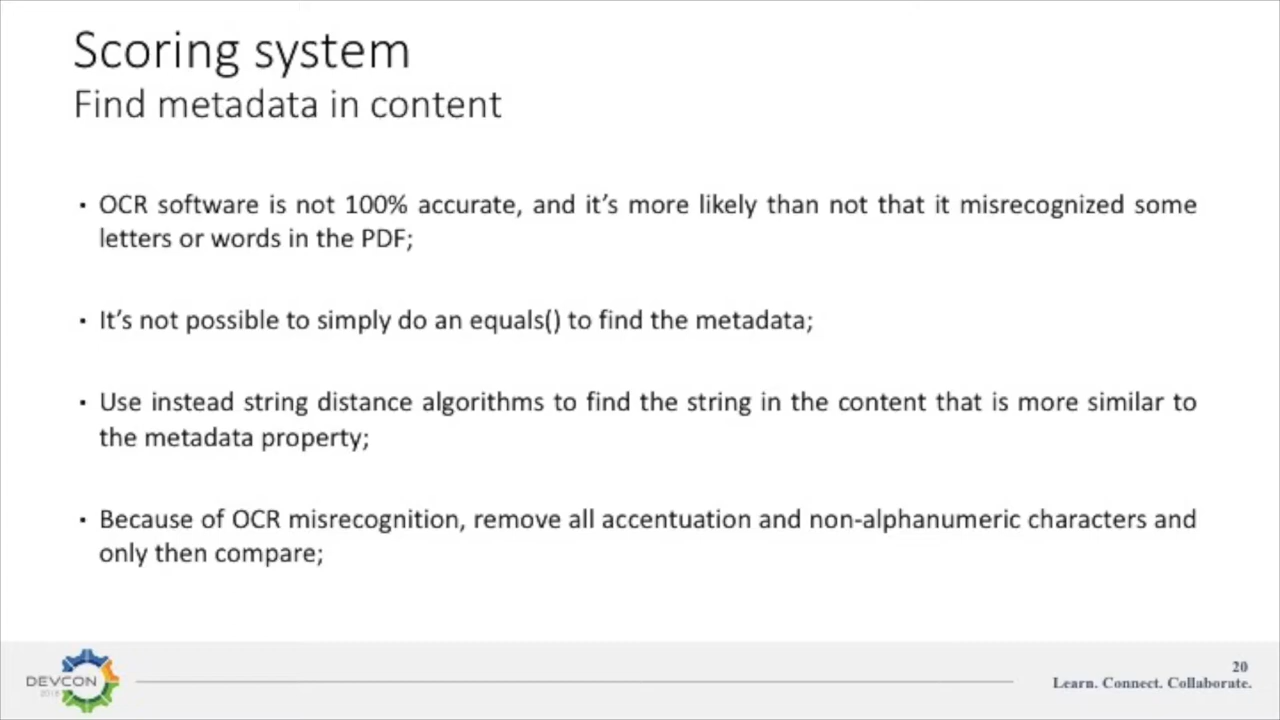 Scoring system
Find metadata in content
• OCR software is not 100% accurate, and it’s more likely than not that it misrecognized some
letters or words in the PDF;
• It’s not possible to simply do an equals() to find the metadata;
• Use instead string distance algorithms to find the string in the content that is more similar to
the metadata property;
• Because of OCR misrecognition, remove all accentuation and non-alphanumeric characters and
only then compare;
DEVCON
20
Learn. Connect. Collaborate.